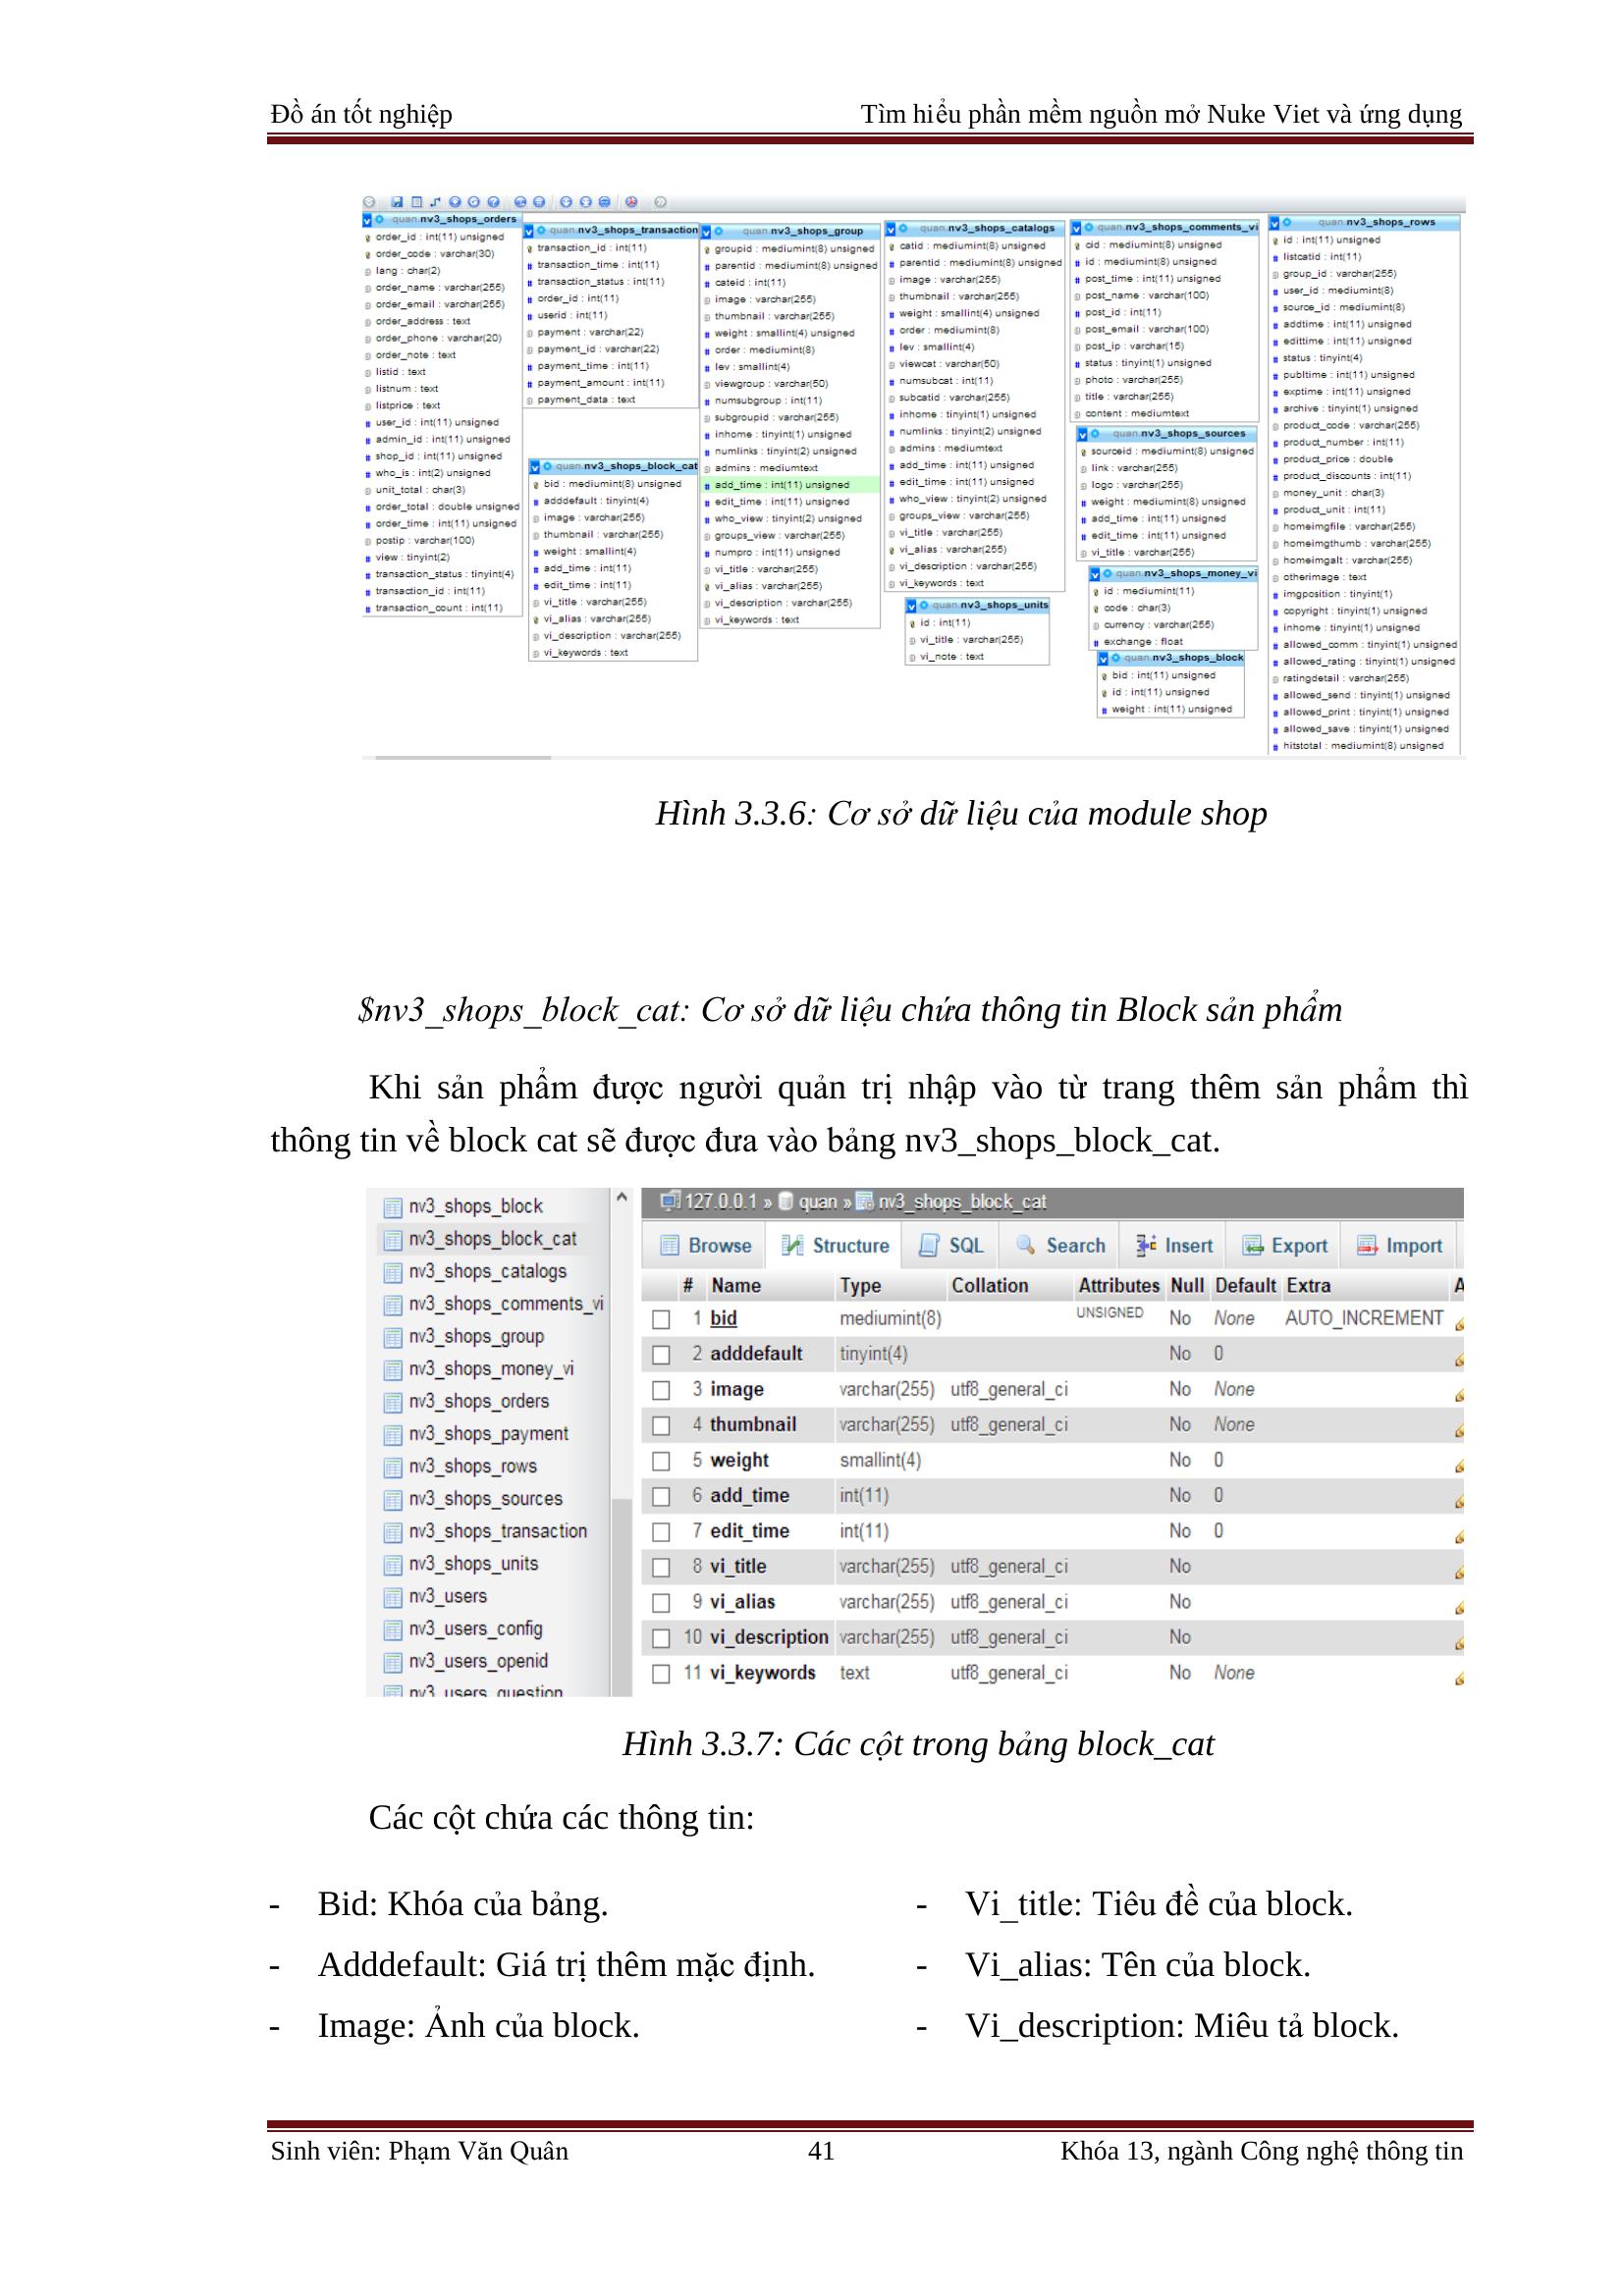 Đồ án tốt nghiệp Tìm hiểu phần mềm nguồn mở Nuke Viet và ứng dụng
quan.nv3_shops_orders
order_id : int(11) unsigned
order_code : varchar(30)
lang : char(2)
order_name : varchar(255)
order_email : varchar(255)
order_address : text
order_phone : varchar(20)
order_note : text
listid : text
listnum : text
listprice : text
user_id : int(11) unsigned
admin_id : int(11) unsigned
shop_id : int(11) unsigned
who_is : int(2) unsigned
unit_total : char(3)
order_total : double unsigned
order_time : int(11) unsigned
postip : varchar(100)
view : tinyint(2)
transaction_status : tinyint(4)
transaction_id : int(11)
transaction_count : int(11)
quan.nv3_shops_transaction
transaction_id : int(11)
transaction_time : int(11)
transaction_status : int(11)
order_id : int(11)
userid : int(11)
payment : varchar(22)
payment_id : varchar(22)
payment_time : int(11)
payment_amount : int(11)
payment_data : text
quan.nv3_shops_block_cat
bid : mediumint(8) unsigned
adddefault : tinyint(4)
image : varchar(255)
thumbnail : varchar(255)
weight : smallint(4)
add_time : int(11)
edit_time : int(11)
vi_title : varchar(255)
vi_alias : varchar(255)
vi_description : varchar(255)
vi_keywords : text
quan.nv3_shops_group
groupid : mediumint(8) unsigned
parentid : mediumint(8) unsigned
cateid : int(11)
image : varchar(255)
thumbnail : varchar(255)
weight : smallint(4) unsigned
order : mediumint(8)
lev : smallint(4)
viewgroup : varchar(50)
numsubgroup : int(11)
subgroupid : varchar(255)
inhome : tinyint(1) unsigned
numlinks : tinyint(2) unsigned
admins : mediumtext
add_time : int(11) unsigned
edit_time : int(11) unsigned
who_view : tinyint(2) unsigned
groups_view : varchar(255)
numpro : int(11) unsigned
vi_title : varchar(255)
vi_alias : varchar(255)
vi_description : varchar(255)
vi_keywords : text
quan.nv3_shops_catalogs
catid : mediumint(8) unsigned
parentid : mediumint(8) unsigned
image : varchar(255)
thumbnail : varchar(255)
weight : smallint(4) unsigned
order : mediumint(8)
lev : smallint(4)
viewcat : varchar(50)
numsubcat : int(11)
subcatid : varchar(255)
inhome : tinyint(1) unsigned
numlinks : tinyint(2) unsigned
admins : mediumtext
add_time : int(11) unsigned
edit_time : int(11) unsigned
who_view : tinyint(2) unsigned
groups_view : varchar(255)
vi_title : varchar(255)
vi_alias : varchar(255)
vi_description : varchar(255)
vi_keywords : text
quan.nv3_shops_units
id : int(11)
vi_title : varchar(255)
vi_note : text
quan.nv3_shops_comments_vi
cid : mediumint(8) unsigned
id : mediumint(8) unsigned
post_time : int(11) unsigned
post_name : varchar(100)
post_id : int(11)
post_email : varchar(100)
post_ip : varchar(15)
status : tinyint(1) unsigned
photo : varchar(255)
title : varchar(255)
content : mediumtext
quan.nv3_shops_sources
sourceid : mediumint(8) unsigned
link : varchar(255)
logo : varchar(255)
weight : mediumint(8) unsigned
add_time : int(11) unsigned
edit_time : int(11) unsigned
vi_title : varchar(255)
quan.nv3_shops_money_vi
id : mediumint(11)
code : char(3)
currency : varchar(255)
exchange : float
quan.nv3_shops_block
bid : int(11) unsigned
id : int(11) unsigned
weight : int(11) unsigned
quan.nv3_shops_rows
id : int(11) unsigned
listcatid : int(11)
group_id : varchar(255)
user_id : mediumint(8)
source_id : mediumint(8)
addtime : int(11) unsigned
edittime : int(11) unsigned
status : tinyint(4)
publtime : int(11) unsigned
exptime : int(11) unsigned
archive : tinyint(1) unsigned
product_code : varchar(255)
product_number : int(11)
product_price : double
product_discounts : int(11)
money_unit : char(3)
product_unit : int(11)
homeimgfile : varchar(255)
homeimgthumb : varchar(255)
homeimgalt : varchar(255)
otherimage : text
imgposition : tinyint(1)
copyright : tinyint(1) unsigned
inhome : tinyint(1) unsigned
allowed_comm : tinyint(1) unsigned
allowed_rating : tinyint(1) unsigned
ratingdetail : varchar(255)
allowed_send : tinyint(1) unsigned
allowed_print : tinyint(1) unsigned
allowed_save : tinyint(1) unsigned
hitstotal : mediumint(8) unsigned
Hình 3.3.6: Cơ sở dữ liệu của module shop
$nv3_shops_block_cat: Cơ sở dữ liệu chứa thông tin Block sản phẩm
Khi sản phẩm được người quản trị nhập vào từ trang thêm sản phẩm thì
thông tin về block cat sẽ được đưa vào bảng nv3_shops_block_cat.
nv3_shops_block
nv3_shops_block_cat
nv3_shops_catalogs
nv3_shops_comments_vi
nv3_shops_group
nv3_shops_money_vi
nv3_shops_orders
nv3_shops_payment
nv3_shops_rows
nv3_shops_sources
nv3_shops_transaction
nv3_shops_units
nv3_users
nv3_users_config
nv3_users_openid
nv3_users_question
127.0.0.1 » quan » nv3_shops_block_cat
Browse Structure SQL Search Insert Export Import
# Name Type Collation Attributes Null Default Extra A
1 bid mediumint(8) UNSIGNED No None AUTO_INCREMENT
2 adddefault tinyint(4) No 0
3 image varchar(255) utf8_general_ci No None
4 thumbnail varchar(255) utf8_general_ci No None
5 weight smallint(4) No 0
6 add_time int(11) No 0
7 edit_time int(11) No 0
8 vi_title varchar(255) utf8_general_ci No
9 vi_alias varchar(255) utf8_general_ci No
10 vi_description varchar(255) utf8_general_ci No
11 vi_keywords text utf8_general_ci No None
Hình 3.3.7: Các cột trong bảng block_cat
Các cột chứa các thông tin:
- Bid: Khóa của bảng.
- Adddefault: Giá trị thêm mặc định.
- Image: Ảnh của block.
- Vi_title: Tiêu đề của block.
- Vi_alias: Tên của block.
- Vi_description: Miêu tả block.
Sinh viên: Phạm Văn Quân 41 Khóa 13, ngành Công nghệ thông tin